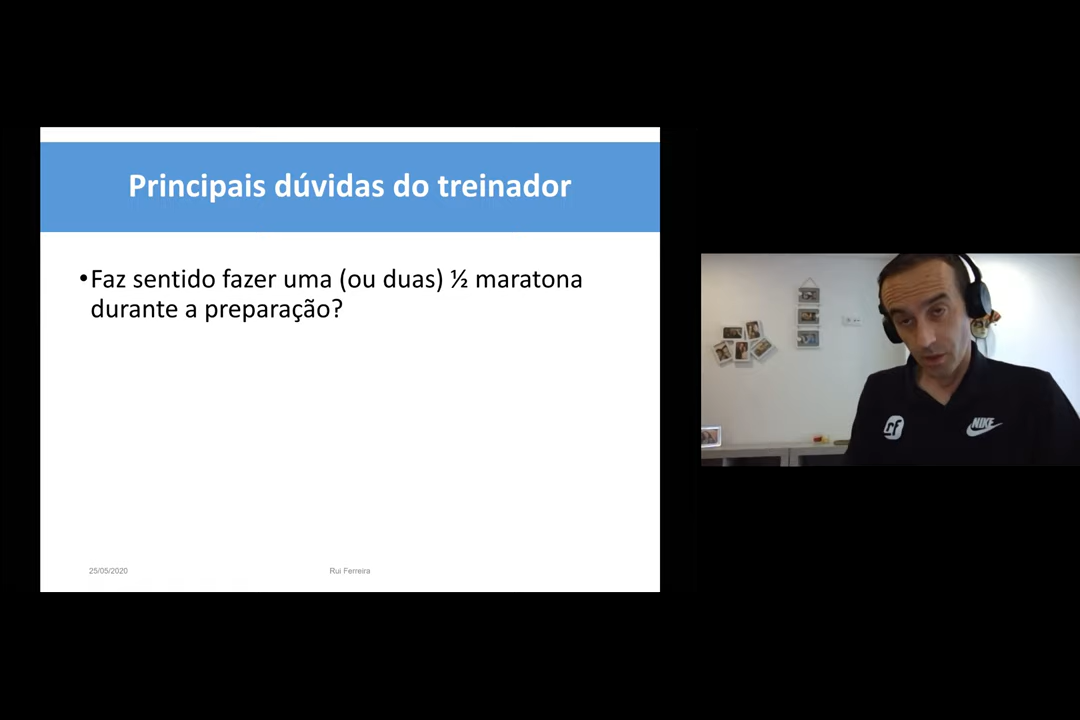 Principais dúvidas do treinador
•Faz sentido fazer uma (ou duas) ½ maratona
durante a preparação?
25/05/2020
Rui Ferreira
rf
NIKE